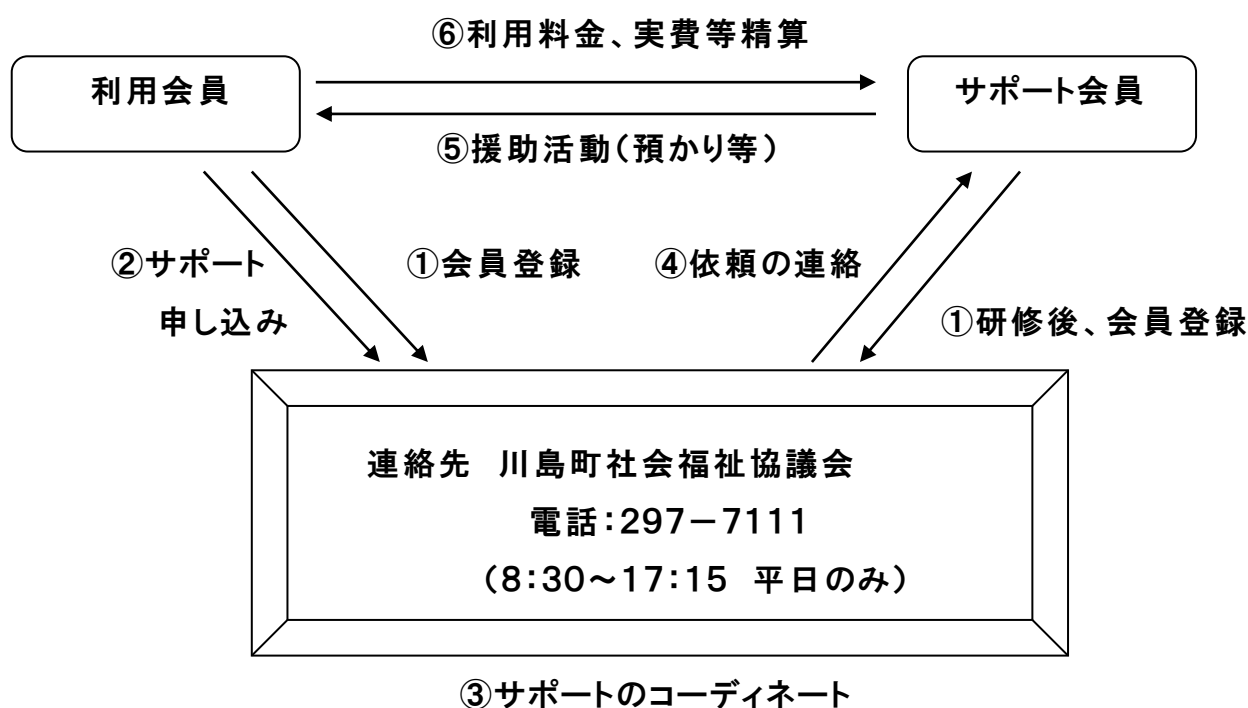 ⑥利用料金、実費等精算
利用会員
サポート会員
⑤援助活動(預かり等)
②サポート
申し込み
①会員登録
④依頼の連絡
①研修後、会員登録
連絡先 川島町社会福祉協議会
電話:297-7111
(8:30~17:15 平日のみ)
③サポートのコーディネート